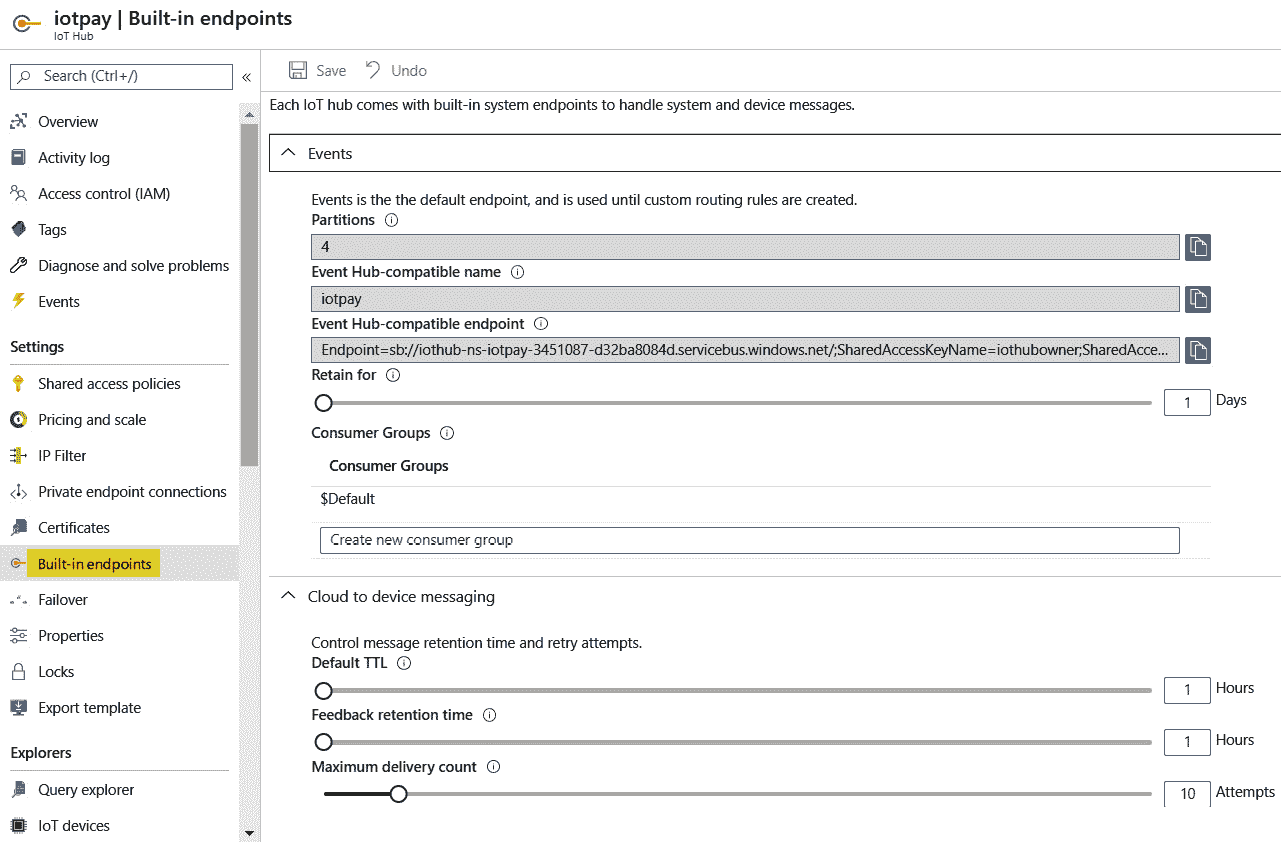 iotpay | Built-in endpoints
IoT Hub
Search (Ctrl+/)
«
Overview
Activity log
Access control (IAM)
Tags
Diagnose and solve problems
Events
Settings
Shared access policies
Pricing and scale
IP Filter
Private endpoint connections
Certificates
Built-in endpoints
Failover
Properties
Locks
Export template
Explorers
Query explorer
IoT devices
Save Undo
Each IoT hub comes with built-in system endpoints to handle system and device messages.
Events
Events is the the default endpoint, and is used until custom routing rules are created.
Partitions
4
Event Hub-compatible name
iotpay
Event Hub-compatible endpoint
Endpoint=sb://iothub-ns-iotpay-3451087-d32ba8084d.servicebus.windows.net/;SharedAccessKeyName=iothubowner;SharedAcce...
Retain for
1 Days
Consumer Groups
Consumer Groups
$Default
Create new consumer group
Cloud to device messaging
Control message retention time and retry attempts.
Default TTL
1 Hours
Feedback retention time
1 Hours
Maximum delivery count
10 Attempts